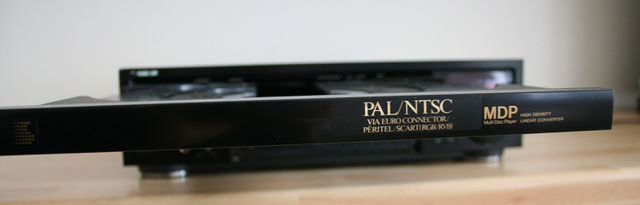 PAL/NTSC
VIA EURO CONNECTOR/
PÉRITEL/SCART(RGB·RVB)
MDP
Multi Disc Player
HIGH DENSITY
LINEAR CONVERTER